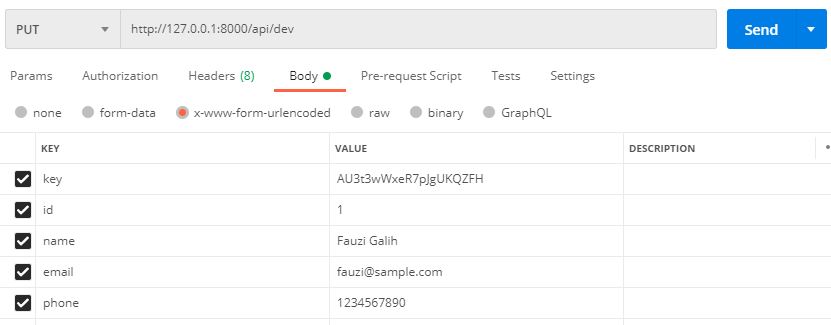 PUT http://127.0.0.1:8000/api/dev Send
Params Authorization Headers (8) Body Pre-request Script Tests Settings
none form-data x-www-form-urlencoded raw binary GraphQL
KEY VALUE DESCRIPTION
key AU3t3wWxeR7pJgUKQZFH
id 1
name Fauzi Galih
email fauzi@sample.com
phone 1234567890